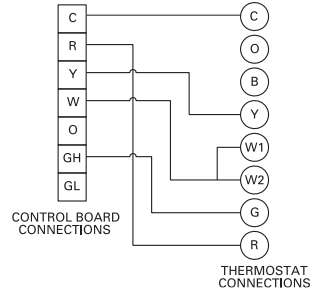 C
R
Y
W
O
GH
GL
CONTROL BOARD
CONNECTIONS
C
O
B
Y
W1
W2
G
R
THERMOSTAT
CONNECTIONS